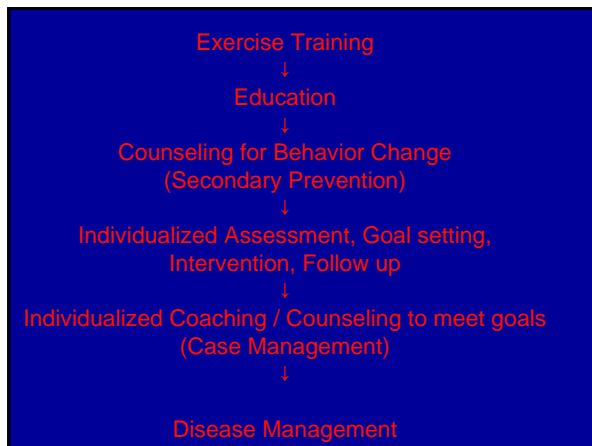 Exercise Training
↓
Education
↓
Counseling for Behavior Change
(Secondary Prevention)
↓
Individualized Assessment, Goal setting,
Intervention, Follow up
↓
Individualized Coaching / Counseling to meet goals
(Case Management)
↓
Disease Management